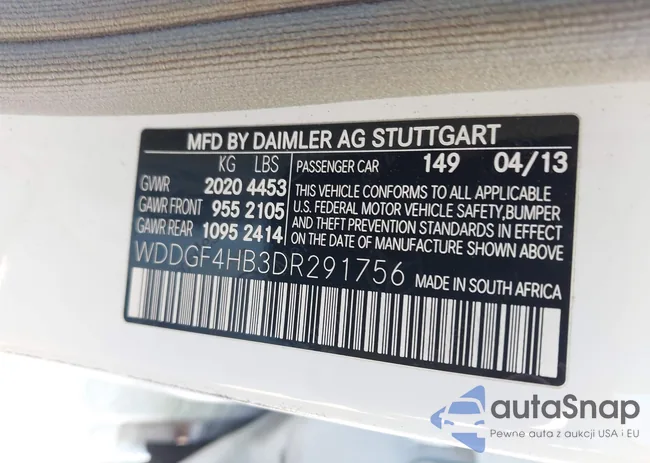 MFD BY DAIMLER AG STUTTGART
KG LBS PASSENGER CAR 149 04/13
GVWR 2020 4453
GAWR FRONT 955 2105
GAWR REAR 1095 2414
THIS VEHICLE CONFORMS TO ALL APPLICABLE
U.S. FEDERAL MOTOR VEHICLE SAFETY,BUMPER
AND THEFT PREVENTION STANDARDS IN EFFECT
ON THE DATE OF MANUFACTURE SHOWN ABOVE
WDDGF4HB3DR291756 MADE IN SOUTH AFRICA
autaSnap
Pewne auta z aukcji USA i EU